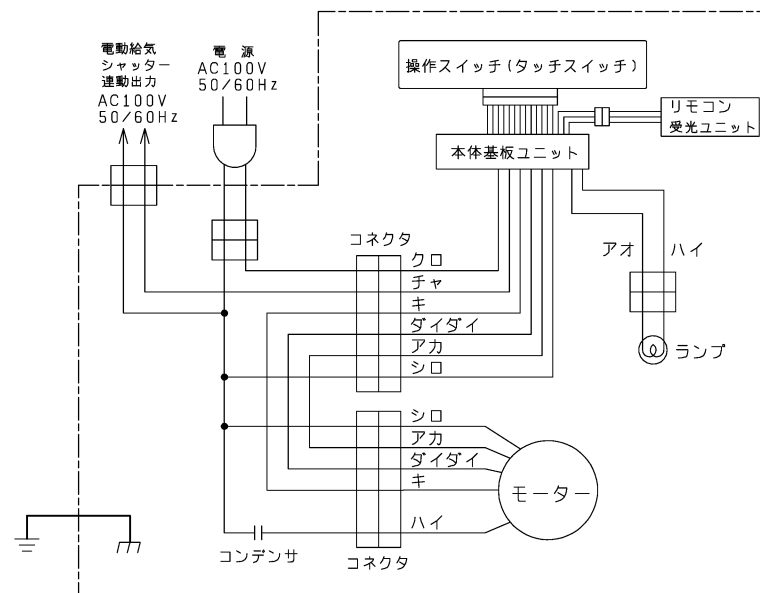 電動給気
シャッター
連動出力
AC100V
50/60Hz
電 源
AC100V
50/60Hz
操作スイッチ(タッチスイッチ)
リモコン
受光ユニット
本体基板ユニット
コネクタ
クロ
チャ
キ
ダイダイ
アカ
シロ
アオ
ハイ
ランプ
シロ
アカ
ダイダイ
キ
ハイ
モーター
コンデンサ
コネクタ